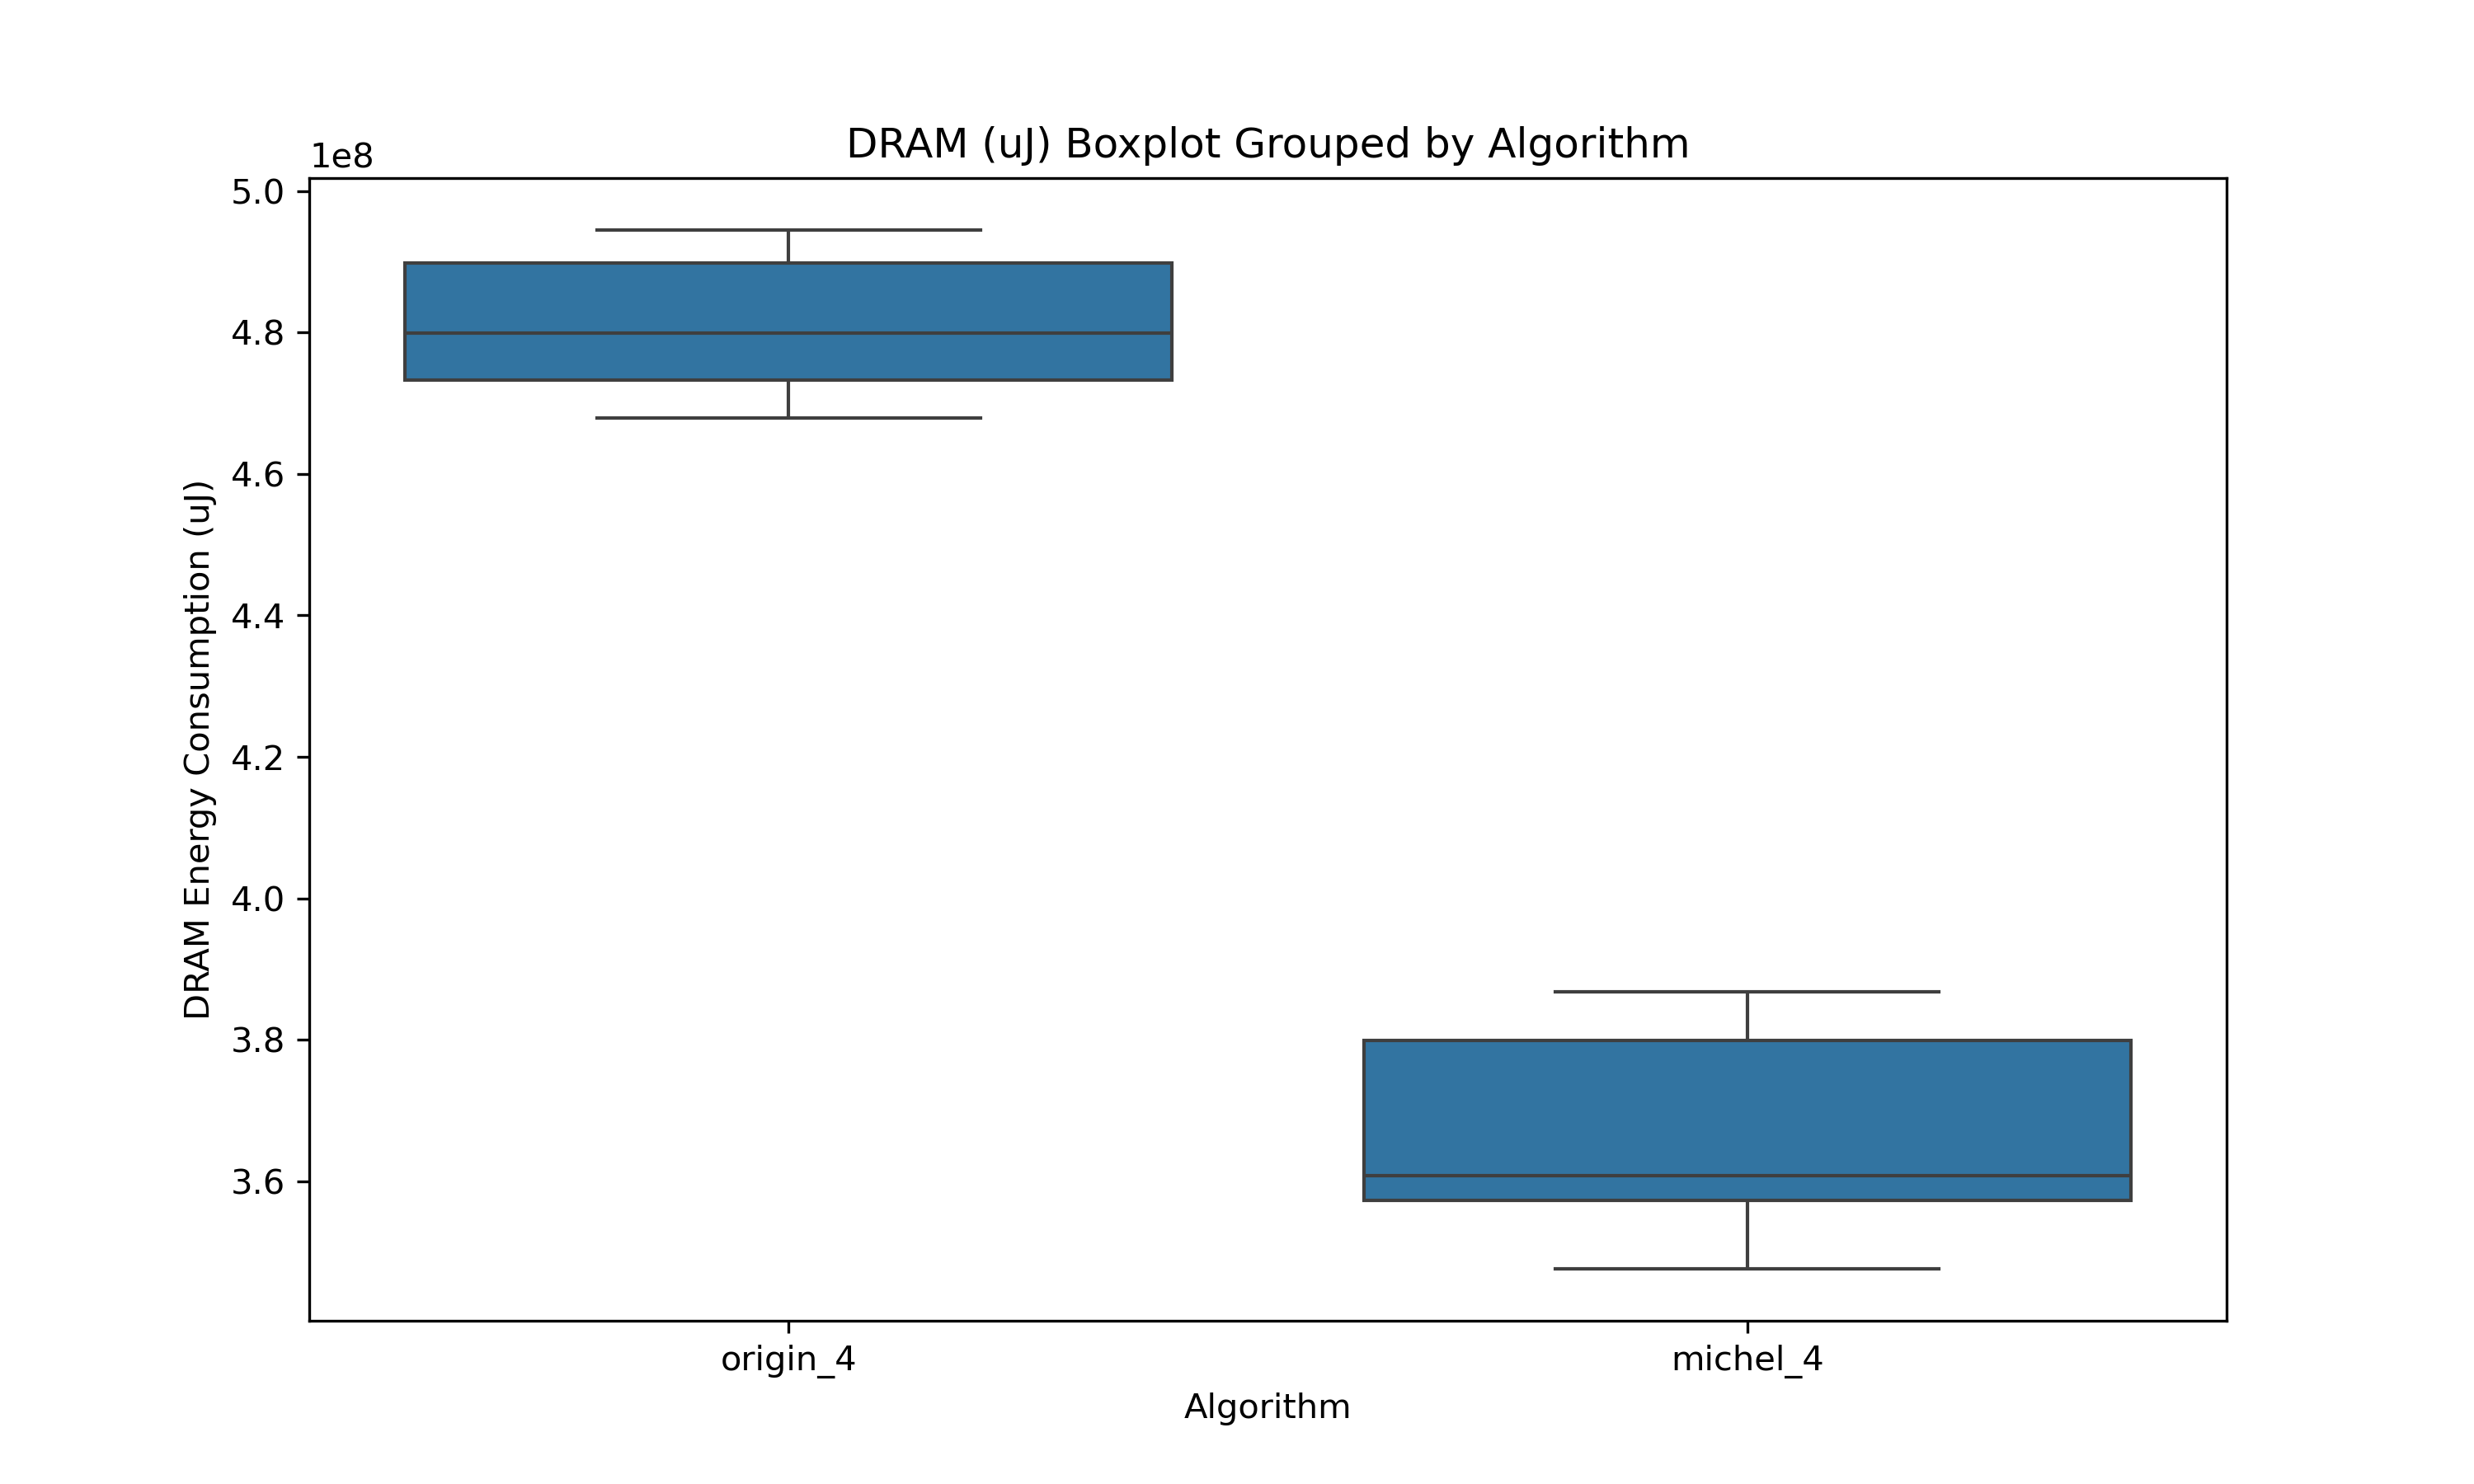 DRAM (uJ) Boxplot Grouped by Algorithm
1e8
5.0
4.8
4.6
4.4
4.2
4.0
3.8
3.6
DRAM Energy Consumption (uJ)
origin_4 michel_4
Algorithm